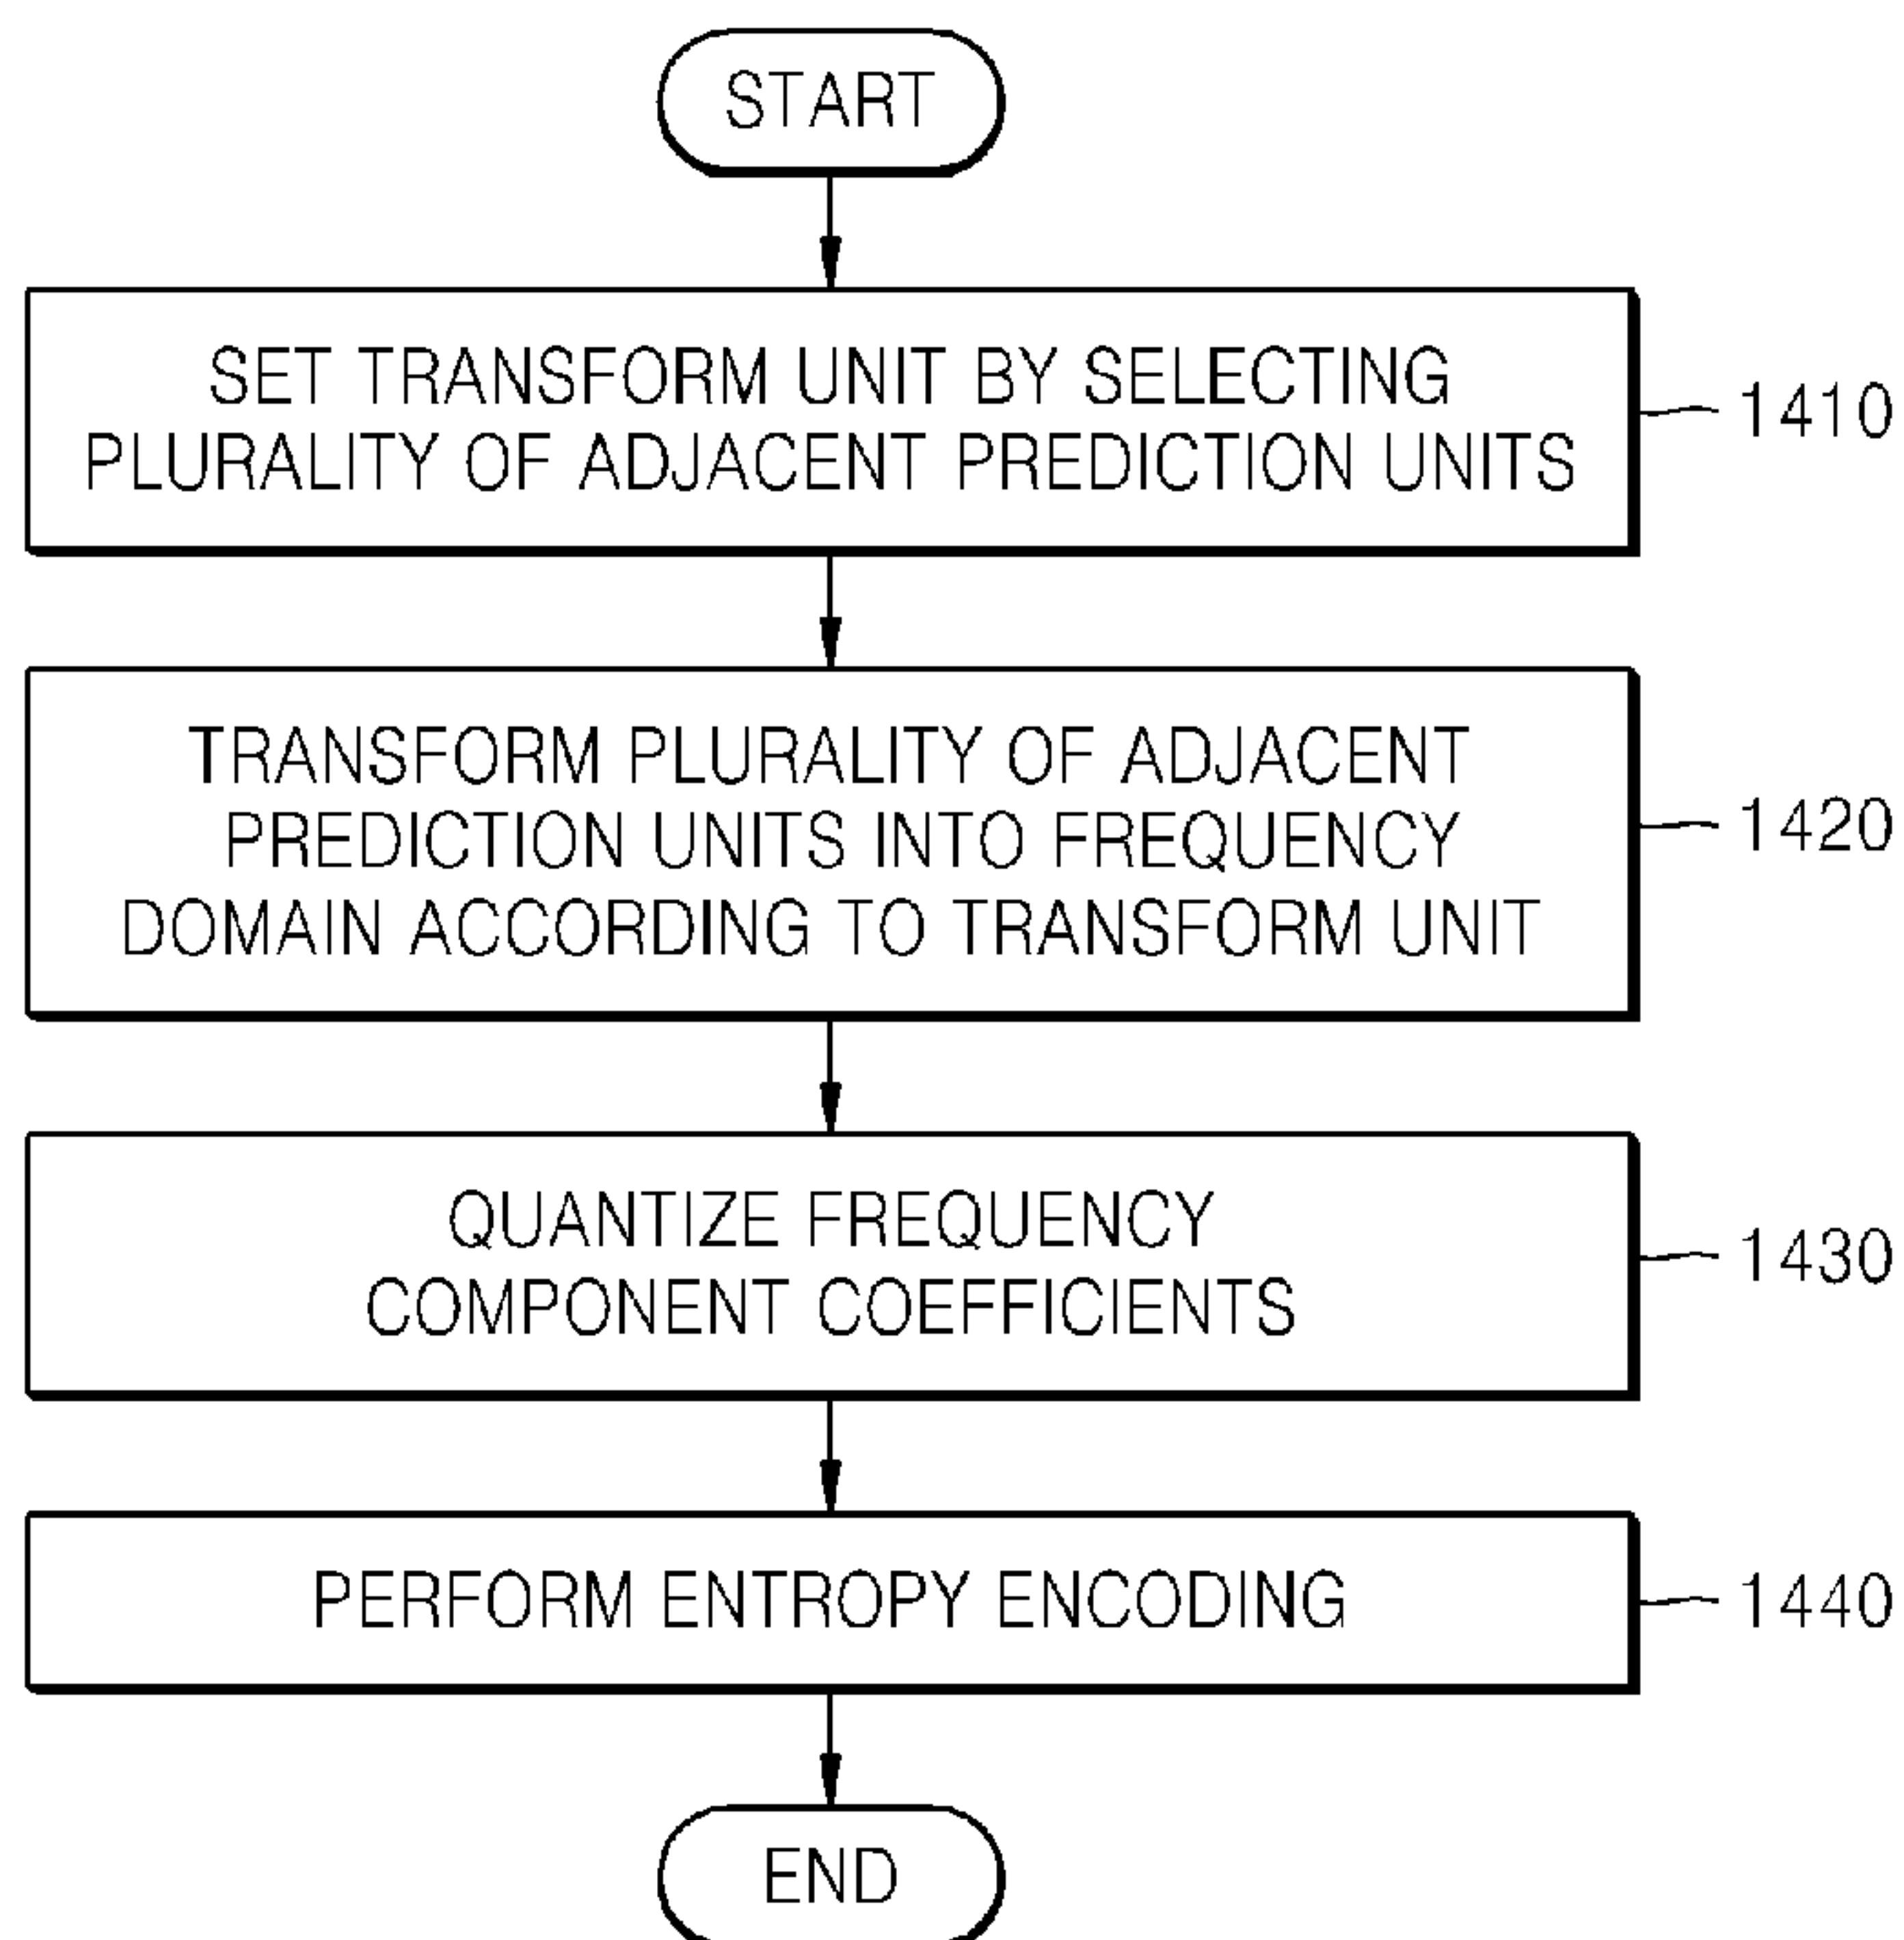 START
SET TRANSFORM UNIT BY SELECTING
PLURALITY OF ADJACENT PREDICTION UNITS
1410
TRANSFORM PLURALITY OF ADJACENT
PREDICTION UNITS INTO FREQUENCY
DOMAIN ACCORDING TO TRANSFORM UNIT
1420
QUANTIZE FREQUENCY
COMPONENT COEFFICIENTS
1430
PERFORM ENTROPY ENCODING
1440
END